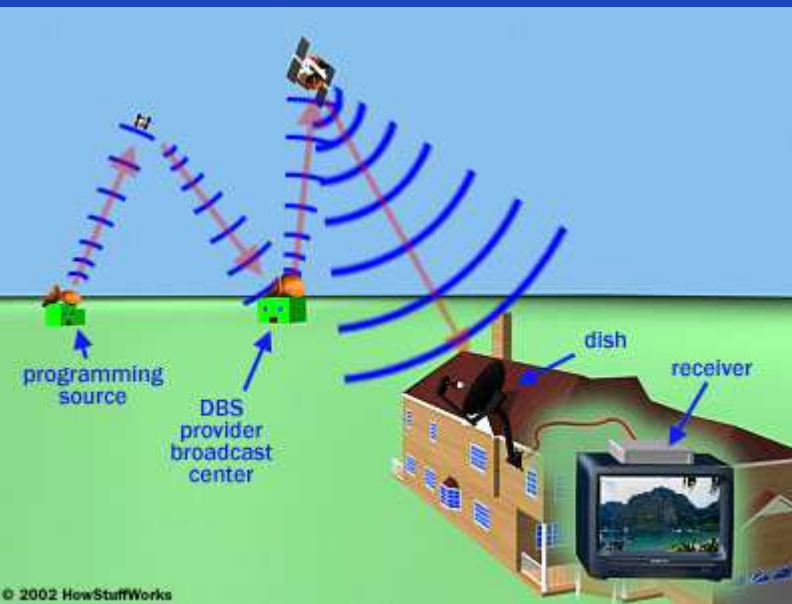 programming
source
DBS
provider
broadcast
center
dish
receiver
© 2002 HowStuffWorks